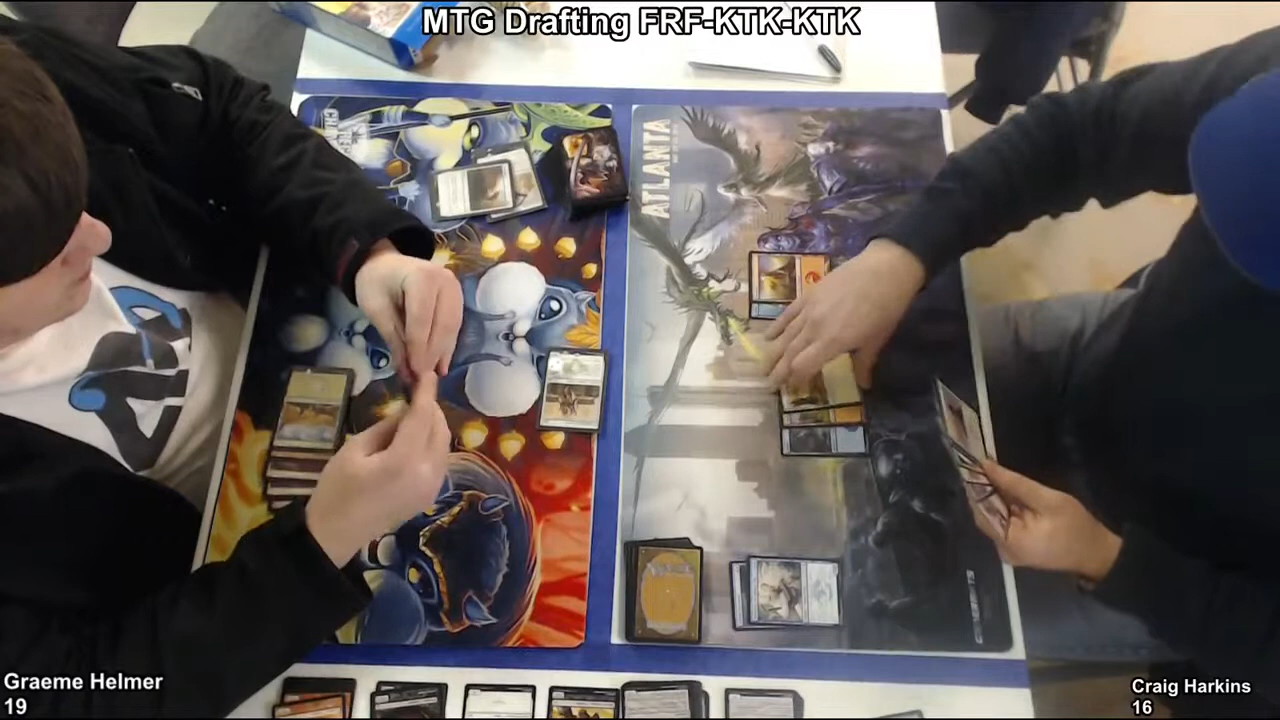 MTG Drafting FRF-KTK-KTK
ATLANTA
Graeme Helmer
19
Craig Harkins
16